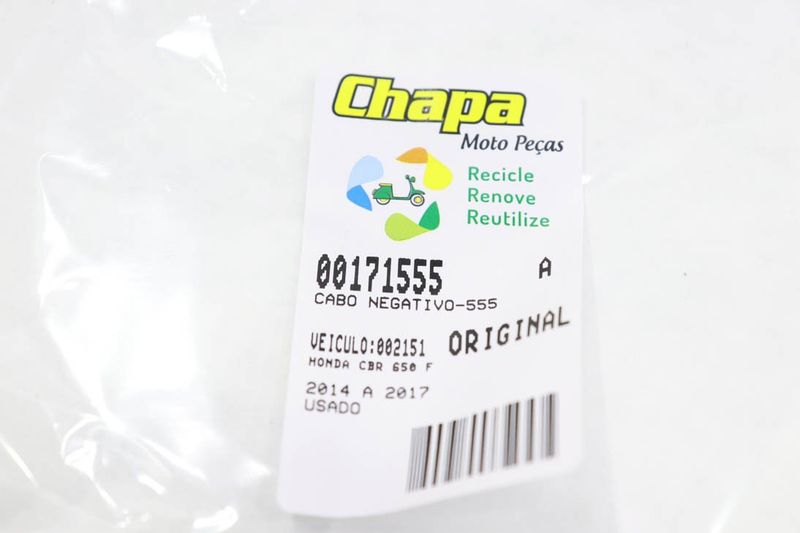 Chapa
Moto Peças
Recicle
Renove
Reutilize
00171555 A
CABO NEGATIVO-555
VEICULO:002151 ORIGINAL
HONDA CBR 650 F
2014 A 2017
USADO